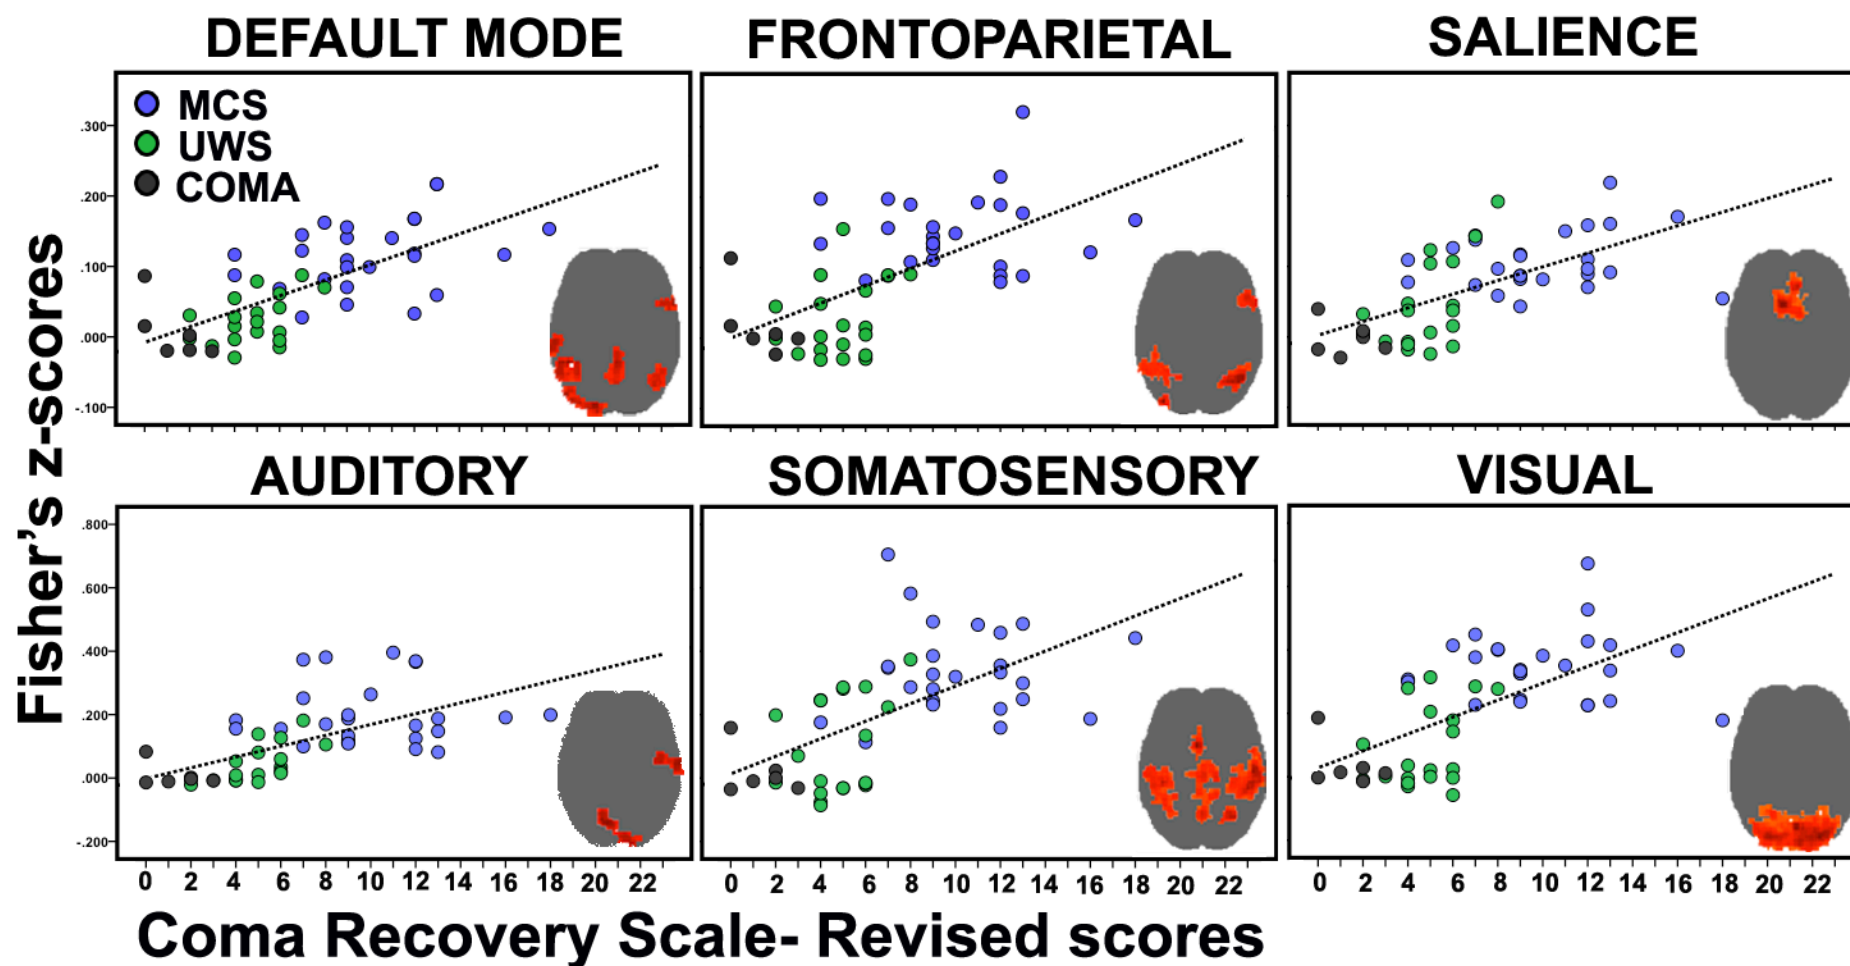 DEFAULT MODE
FRONTOPARIETAL
SALIENCE
MCS
UWS
COMA
.300
.200
.100
.000
-.100
Fisher's z-scores
AUDITORY
SOMATOSENSORY
VISUAL
.800
.600
.400
.200
.000
-.200
0 2 4 6 8 10 12 14 16 18 20 22
0 2 4 6 8 10 12 14 16 18 20 22
0 2 4 6 8 10 12 14 16 18 20 22
Coma Recovery Scale- Revised scores